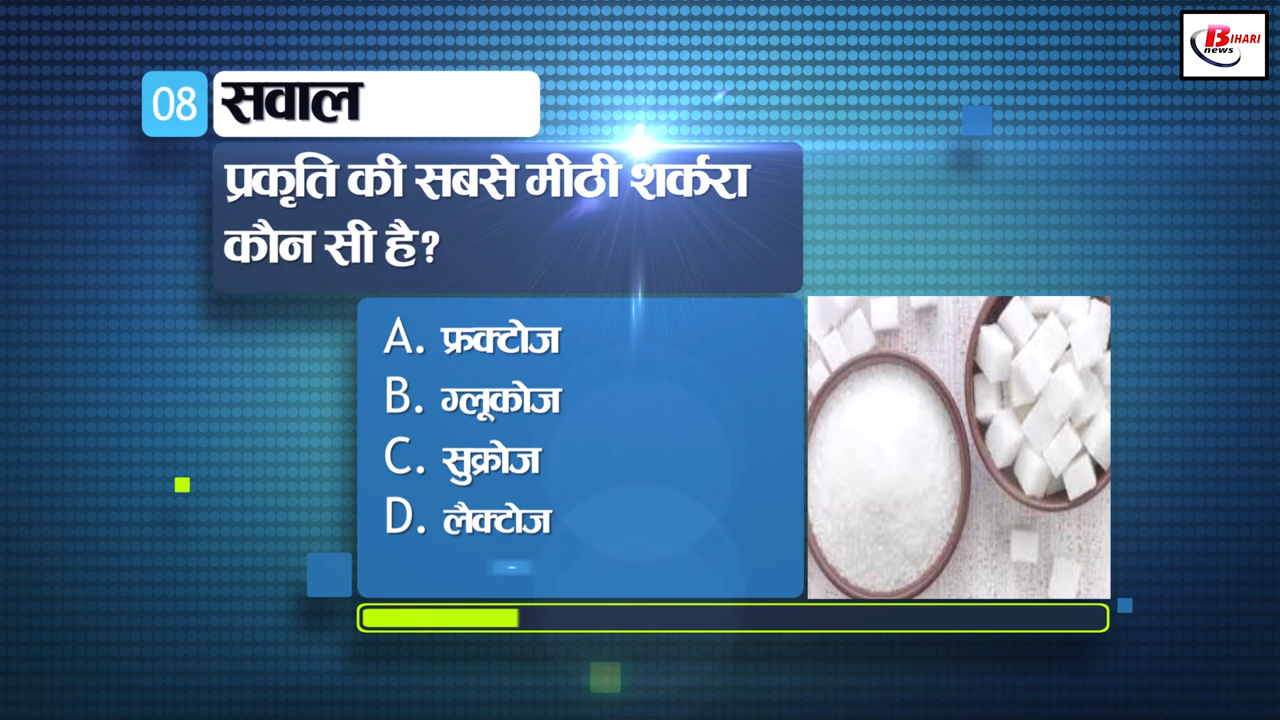 BIHARI
news
08 सवाल
प्रकृति की सबसे मीठी शर्करा
कौन सी है?
A. फ्रक्टोज
B. ग्लूकोज
C. सुक्रोज
D. लैक्टोज